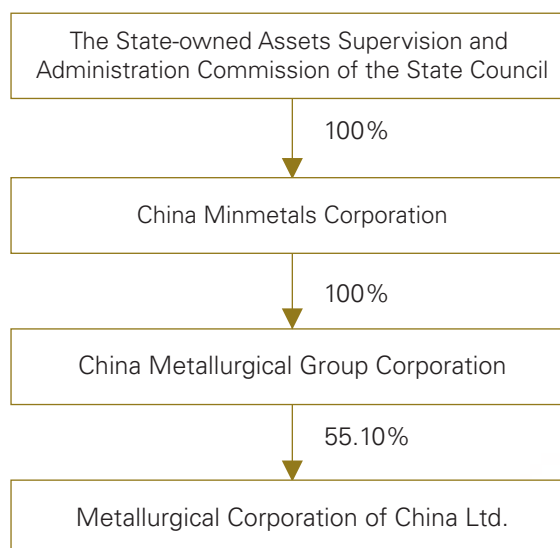 The State-owned Assets Supervision and
Administration Commission of the State Council
100%
China Minmetals Corporation
100%
China Metallurgical Group Corporation
55.10%
Metallurgical Corporation of China Ltd.